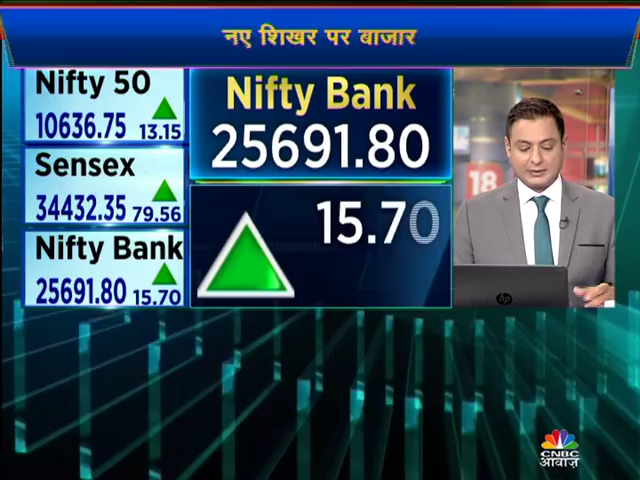 नए शिखर पर बाजार
Nifty 50
10636.75 13.15
Sensex
34432.35 79.56
Nifty Bank
25691.80 15.70
Nifty Bank
25691.80
15.70
18
hp
CNBC
आवाज़